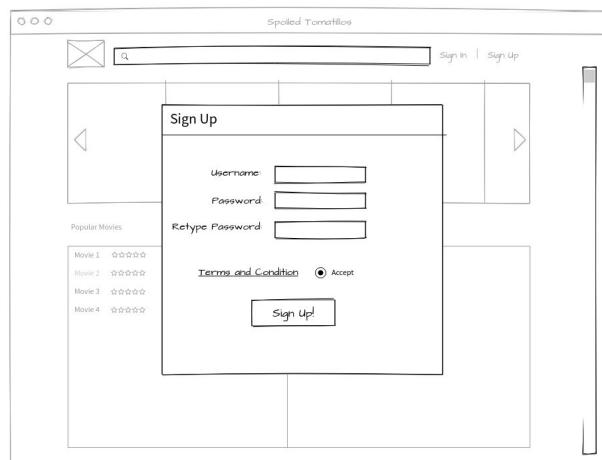 Spoiled Tomatillos
Sign In | Sign Up
Sign Up
Username:
Password:
Retype Password:
Terms and Condition Accept
Sign Up!
Popular Movies
Movie 1 ☆☆☆☆☆
Movie 2 ☆☆☆☆☆
Movie 3 ☆☆☆☆☆
Movie 4 ☆☆☆☆☆